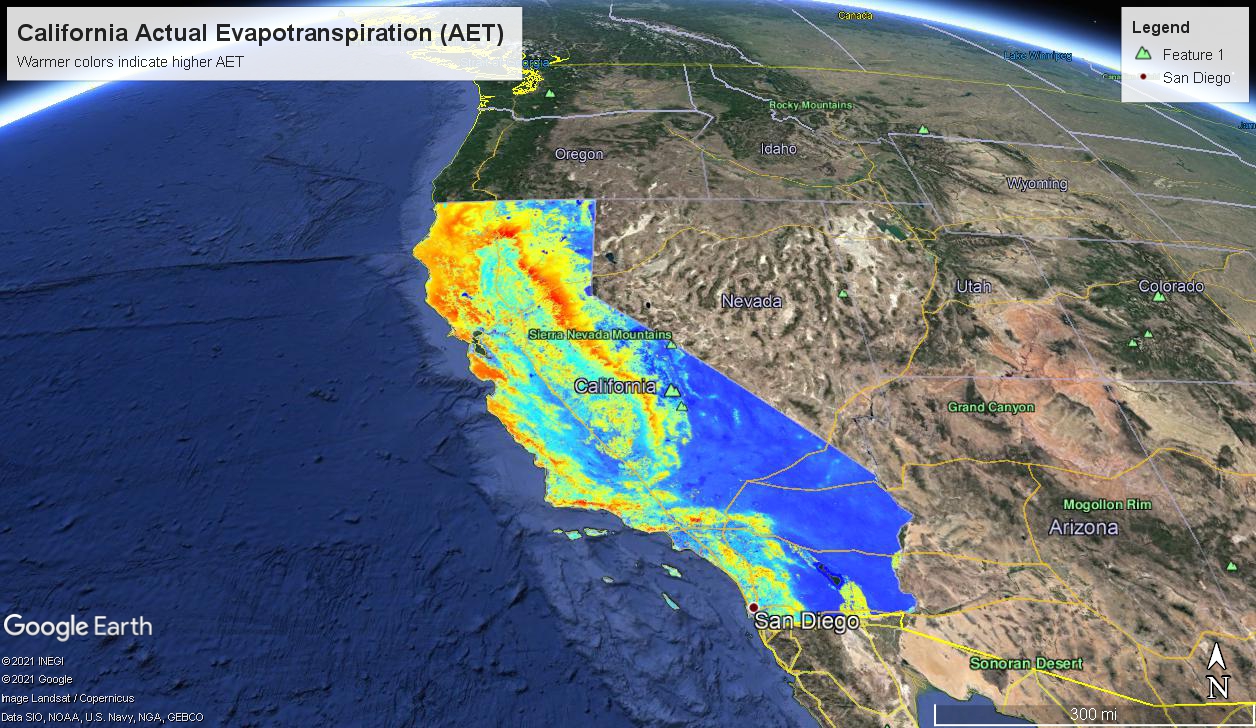 California Actual Evapotranspiration (AET)
Warmer colors indicate higher AET
Legend
Feature 1
San Diego
Canada
Lake Winnipeg
Rocky Mountains
Oregon
Idaho
Wyoming
Nevada
Utah
Colorado
Sierra Nevada Mountains
California
Grand Canyon
Mogollon Rim
Arizona
San Diego
Sonoran Desert
Google Earth
©2021 INEGI
©2021 Google
Image Landsat / Copernicus
Data SIO, NOAA, U.S. Navy, NGA, GEBCO
N
300 mi